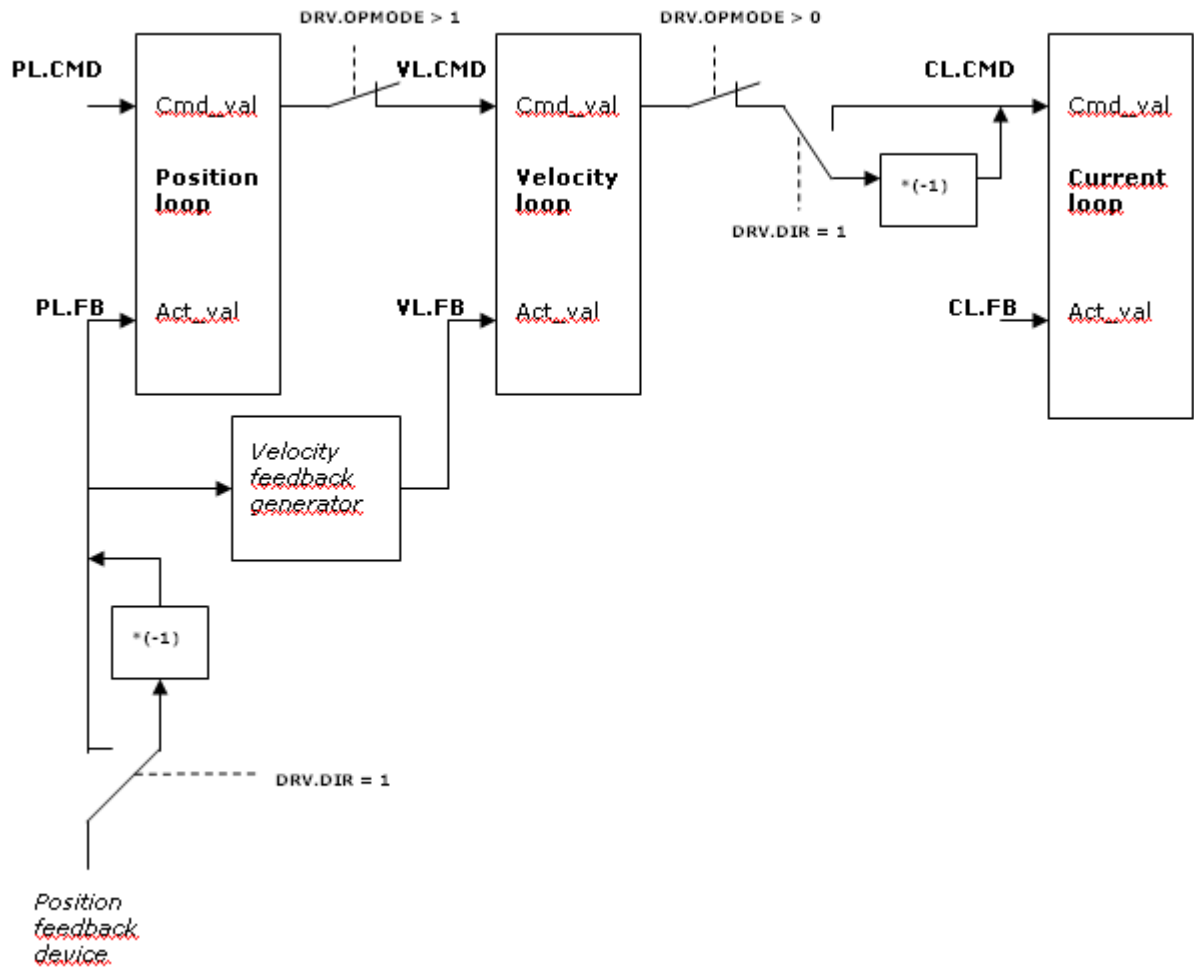 DRV.OPMODE > 1
DRV.OPMODE > 0
PL.CMD
VL.CMD
CL.CMD
Cmd_val
Cmd_val
Cmd_val
Position
loop
Velocity
loop
Current
loop
*(-1)
DRV.DIR = 1
PL.FB
Act_val
VL.FB
Act_val
CL.FB
Act_val
Velocity
feedback
generator
*(-1)
DRV.DIR = 1
Position
feedback
device